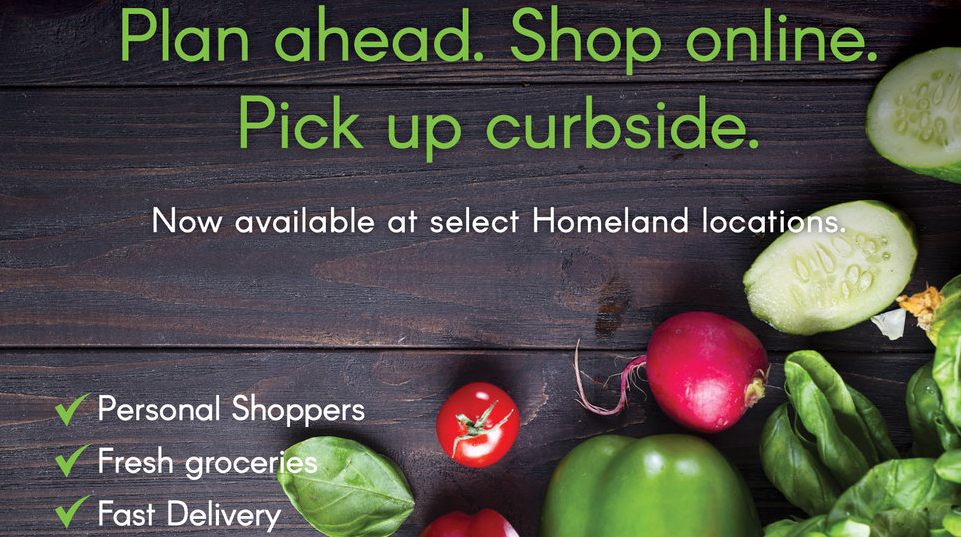 Plan ahead. Shop online.
Pick up curbside.
Now available at select Homeland locations.
Personal Shoppers
Fresh groceries
Fast Delivery